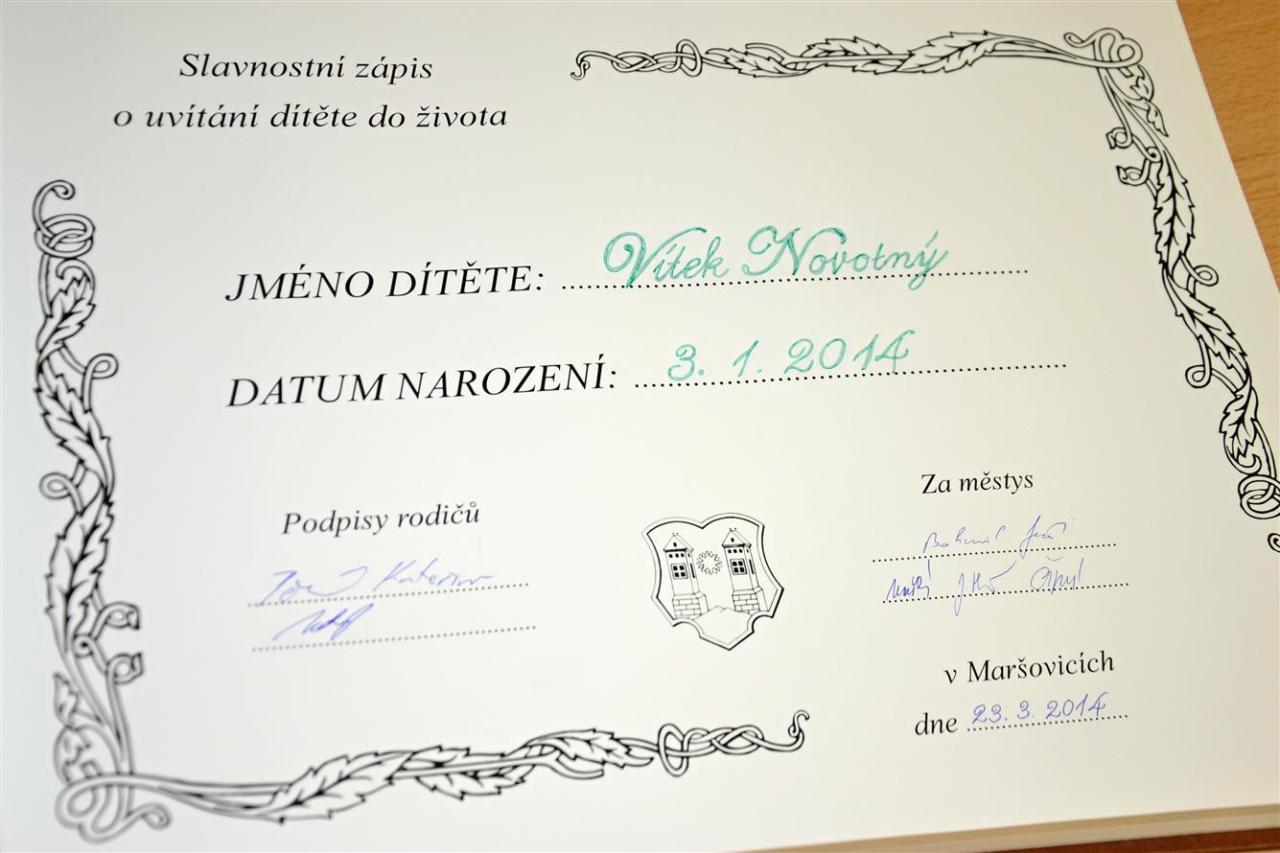 Slavnostní zápis
o uvítání dítěte do života
JMÉNO DÍTĚTE: Vítek Novotný
DATUM NAROZENÍ: 3. 1. 2014
Podpisy rodičů
Za městys
v Maršovicích
dne 23. 3. 2014